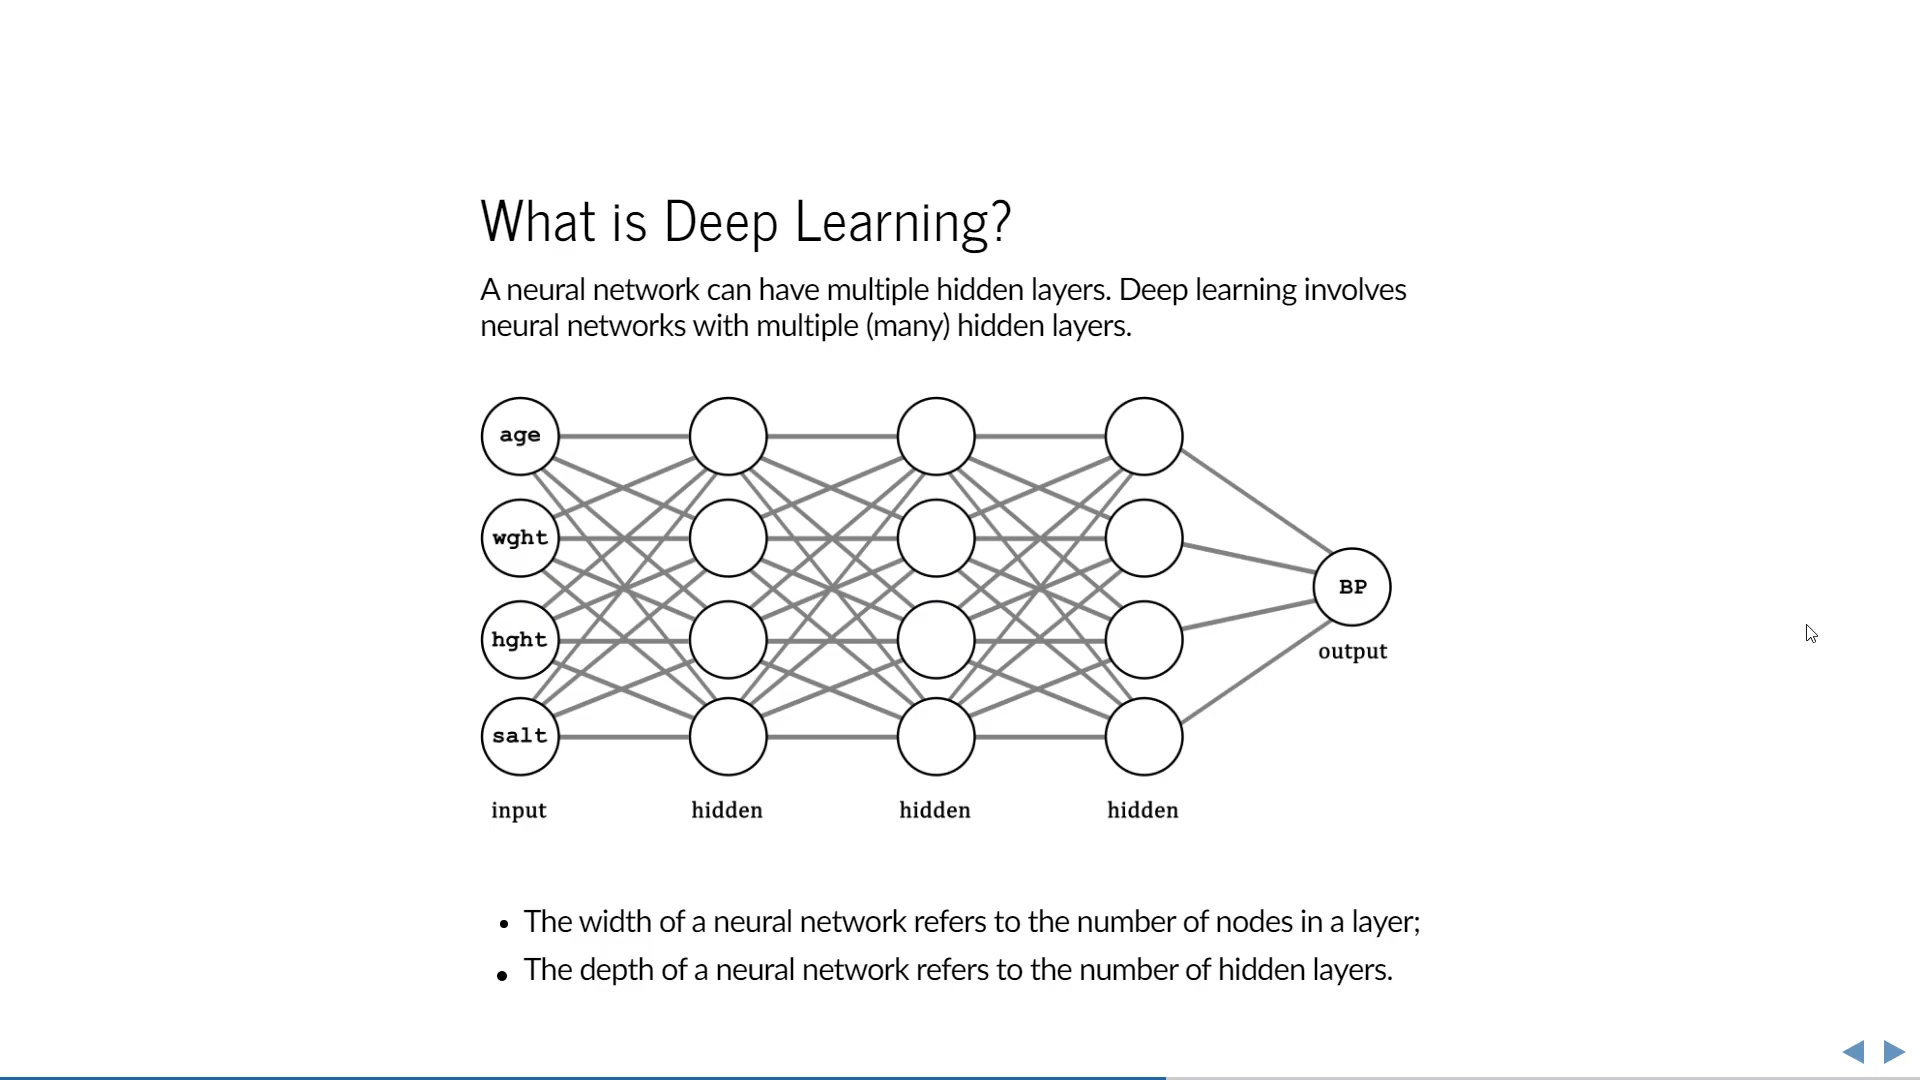 What is Deep Learning?
A neural network can have multiple hidden layers. Deep learning involves
neural networks with multiple (many) hidden layers.
age
wght
hght
salt
BP
output
input hidden hidden hidden
• The width of a neural network refers to the number of nodes in a layer;
• The depth of a neural network refers to the number of hidden layers.